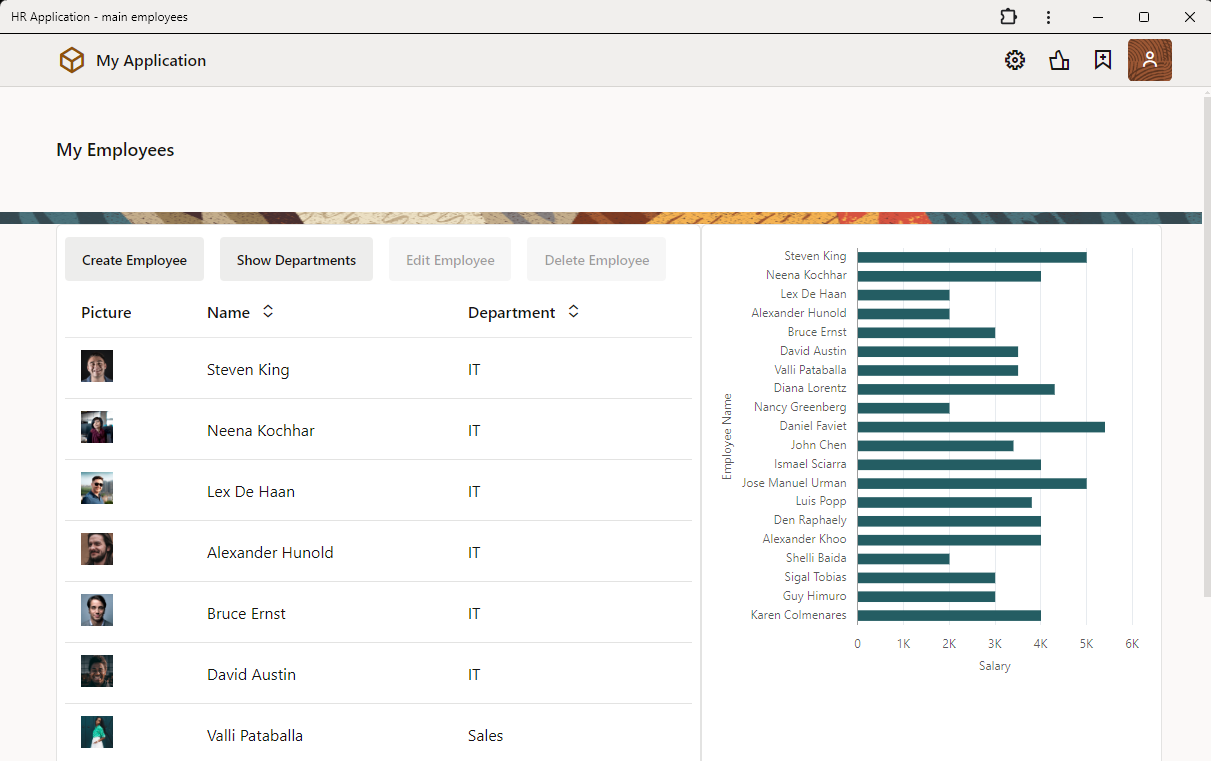 HR Application - main employees
My Application
My Employees
Create Employee
Show Departments
Edit Employee
Delete Employee
Picture Name Department
Steven King IT
Neena Kochhar IT
Lex De Haan IT
Alexander Hunold IT
Bruce Ernst IT
David Austin IT
Valli Pataballa Sales
Employee Name
Steven King
Neena Kochhar
Lex De Haan
Alexander Hunold
Bruce Ernst
David Austin
Valli Pataballa
Diana Lorentz
Nancy Greenberg
Daniel Faviet
John Chen
Ismael Sciarra
Jose Manuel Urman
Luis Popp
Den Raphaely
Alexander Khoo
Shelli Baida
Sigal Tobias
Guy Himuro
Karen Colmenares
0 1K 2K 3K 4K 5K 6K
Salary